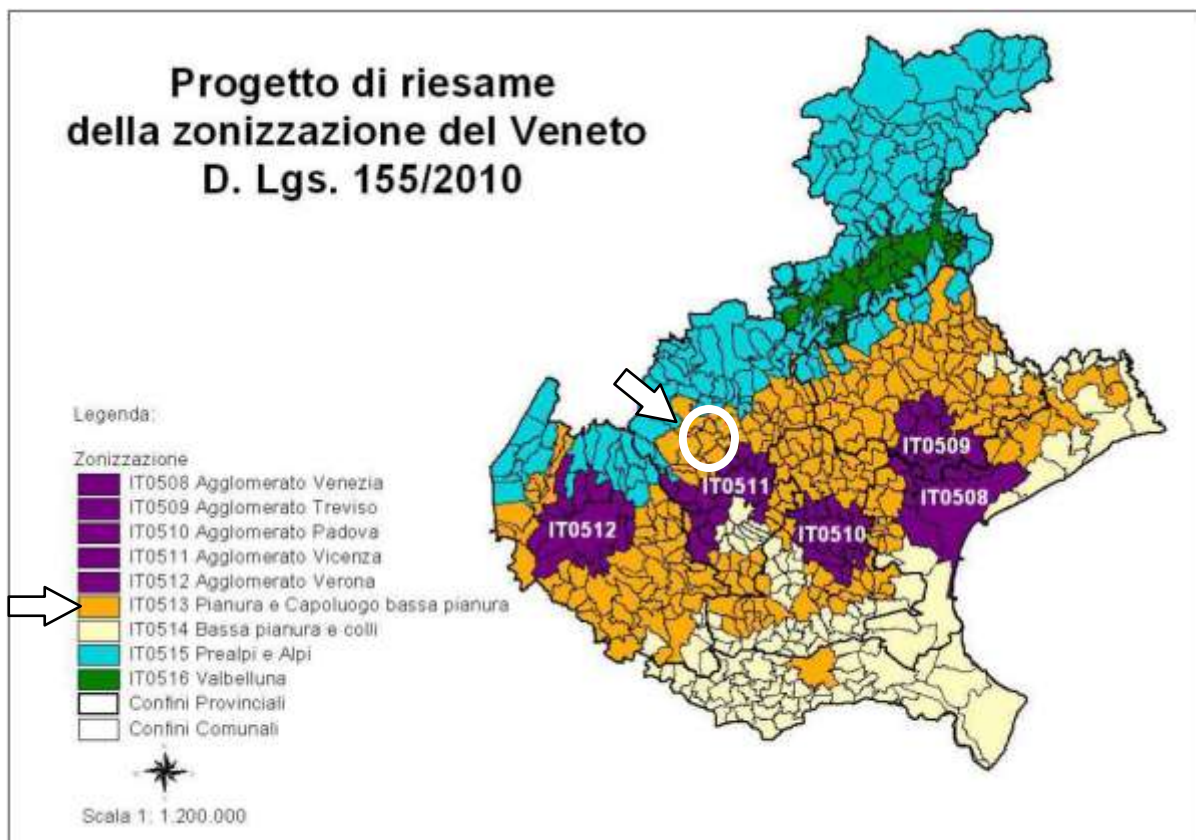 Progetto di riesame
della zonizzazione del Veneto
D. Lgs. 155/2010
Legenda:
Zonizzazione
IT0508 Agglomerato Venezia
IT0509 Agglomerato Treviso
IT0510 Agglomerato Padova
IT0511 Agglomerato Vicenza
IT0512 Agglomerato Verona
IT0513 Pianura e Capoluogo bassa pianura
IT0514 Bassa pianura e colli
IT0515 Prealpi e Alpi
IT0516 Valbelluna
Confini Provinciali
Confini Comunali
Scala 1: 1.200.000
IT0509
IT0511
IT0508
IT0512
IT0510